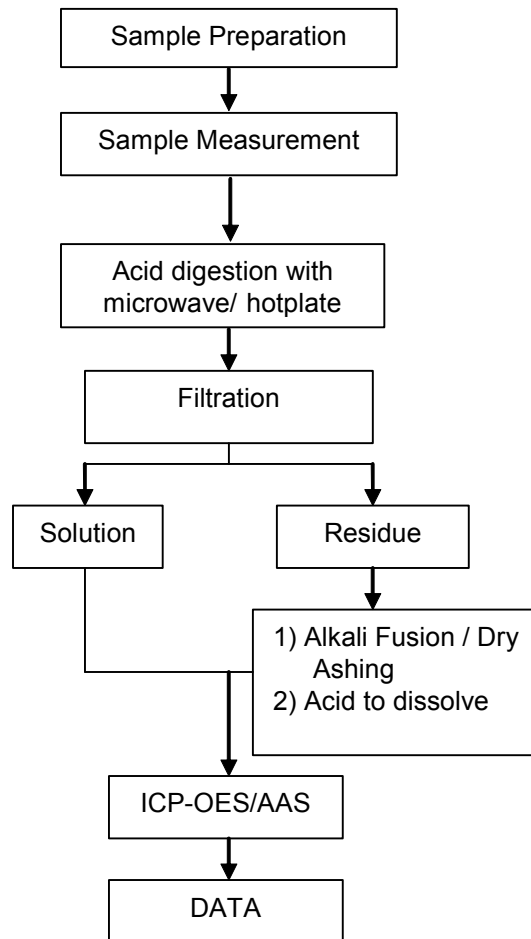 Sample Preparation
Sample Measurement
Acid digestion with
microwave/ hotplate
Filtration
Solution
Residue
1) Alkali Fusion / Dry
Ashing
2) Acid to dissolve
ICP-OES/AAS
DATA